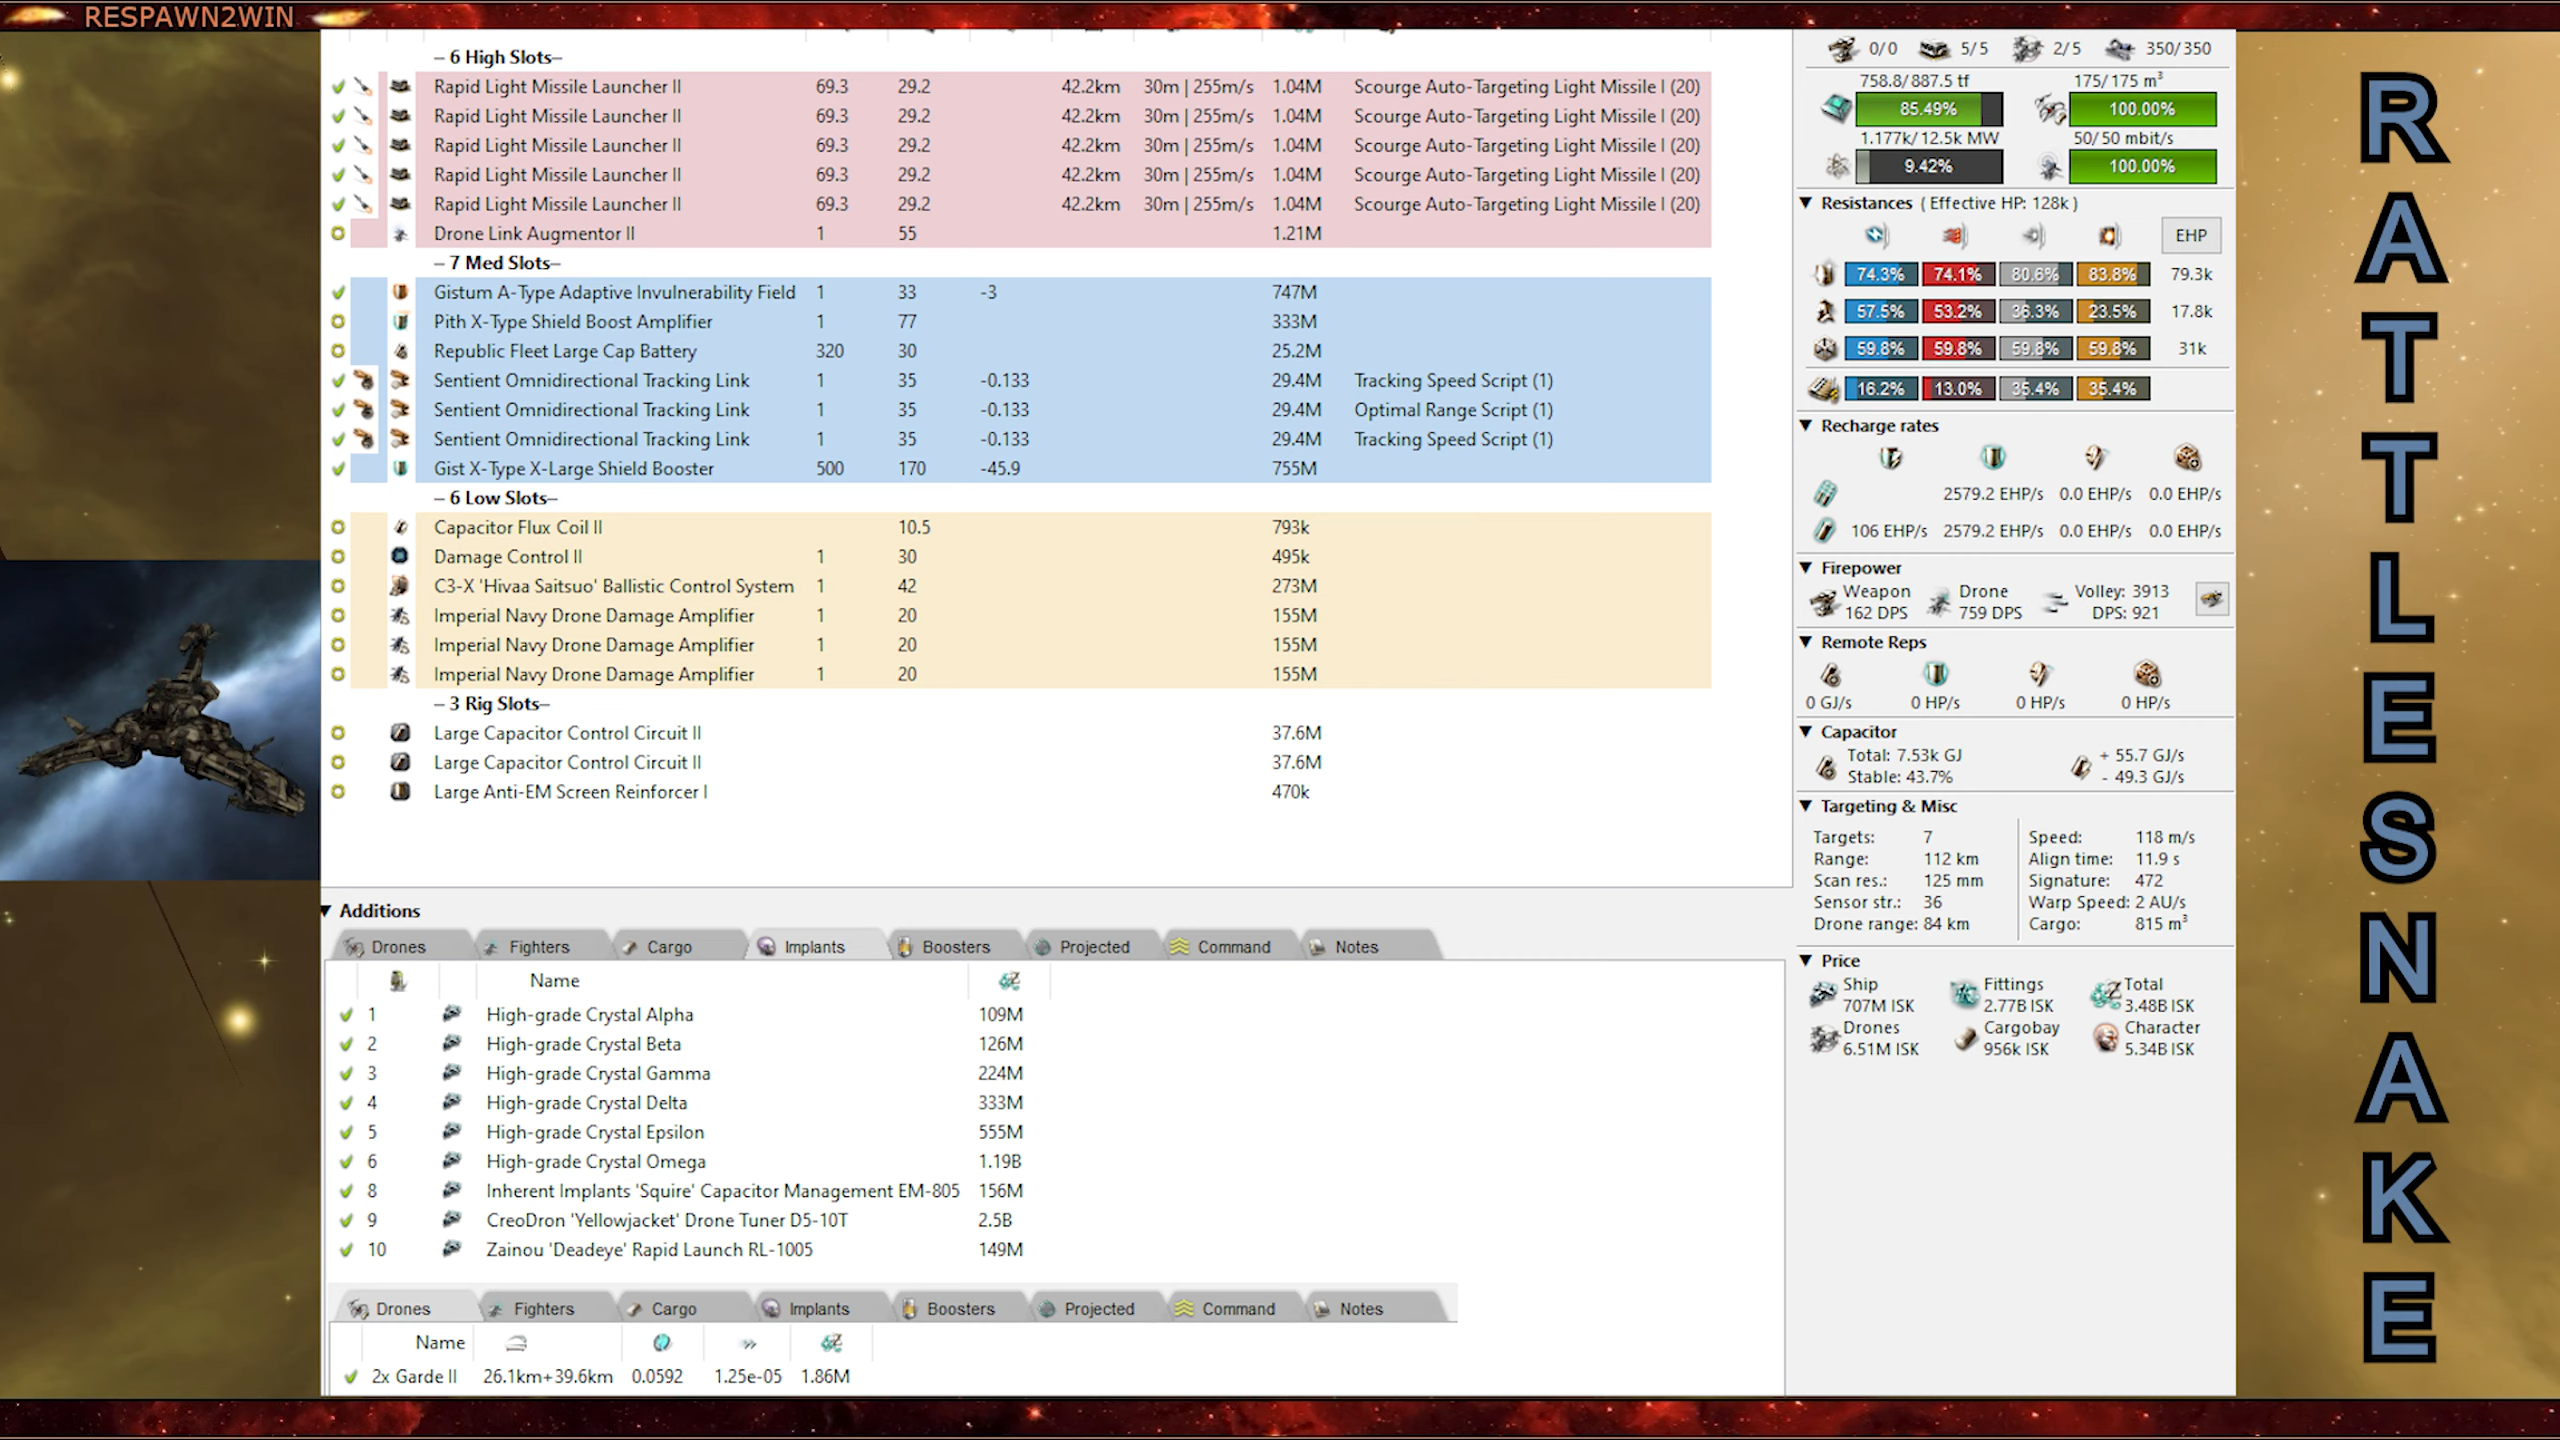 RESPAWN2WIN
– 6 High Slots–
Rapid Light Missile Launcher II 69.3 29.2 42.2km 30m | 255m/s 1.04M Scourge Auto-Targeting Light Missile I (20)
Rapid Light Missile Launcher II 69.3 29.2 42.2km 30m | 255m/s 1.04M Scourge Auto-Targeting Light Missile I (20)
Rapid Light Missile Launcher II 69.3 29.2 42.2km 30m | 255m/s 1.04M Scourge Auto-Targeting Light Missile I (20)
Rapid Light Missile Launcher II 69.3 29.2 42.2km 30m | 255m/s 1.04M Scourge Auto-Targeting Light Missile I (20)
Rapid Light Missile Launcher II 69.3 29.2 42.2km 30m | 255m/s 1.04M Scourge Auto-Targeting Light Missile I (20)
Drone Link Augmentor II 1 55 1.21M
– 7 Med Slots–
Gistum A-Type Adaptive Invulnerability Field 1 33 -3 747M
Pith X-Type Shield Boost Amplifier 1 77 333M
Republic Fleet Large Cap Battery 320 30 25.2M
Sentient Omnidirectional Tracking Link 1 35 -0.133 29.4M Tracking Speed Script (1)
Sentient Omnidirectional Tracking Link 1 35 -0.133 29.4M Optimal Range Script (1)
Sentient Omnidirectional Tracking Link 1 35 -0.133 29.4M Tracking Speed Script (1)
Gist X-Type X-Large Shield Booster 500 170 -45.9 755M
– 6 Low Slots–
Capacitor Flux Coil II 10.5 793k
Damage Control II 1 30 495k
C3-X 'Hivaa Saitsuo' Ballistic Control System 1 42 273M
Imperial Navy Drone Damage Amplifier 1 20 155M
Imperial Navy Drone Damage Amplifier 1 20 155M
Imperial Navy Drone Damage Amplifier 1 20 155M
– 3 Rig Slots–
Large Capacitor Control Circuit II 37.6M
Large Capacitor Control Circuit II 37.6M
Large Anti-EM Screen Reinforcer I 470k
Additions
Drones Fighters Cargo Implants Boosters Projected Command Notes
Name
1 High-grade Crystal Alpha 109M
2 High-grade Crystal Beta 126M
3 High-grade Crystal Gamma 224M
4 High-grade Crystal Delta 333M
5 High-grade Crystal Epsilon 555M
6 High-grade Crystal Omega 1.19B
8 Inherent Implants 'Squire' Capacitor Management EM-805 156M
9 CreoDron 'Yellowjacket' Drone Tuner D5-10T 2.5B
10 Zainou 'Deadeye' Rapid Launch RL-1005 149M
Drones Fighters Cargo Implants Boosters Projected Command Notes
Name
2x Garde II 26.1km+39.6km 0.0592 1.25e-05 1.86M
0/0 5/5 2/5 350/350
758.8/887.5 tf 175/175 m³
85.49% 100.00%
1.177k/12.5k MW 50/50 mbit/s
9.42% 100.00%
Resistances (Effective HP: 128k)
EHP
74.3% 74.1% 80.6% 83.8% 79.3k
57.5% 53.2% 36.3% 23.5% 17.8k
59.8% 59.8% 59.8% 59.8% 31k
16.2% 13.0% 35.4% 35.4%
Recharge rates
2579.2 EHP/s 0.0 EHP/s 0.0 EHP/s
106 EHP/s 2579.2 EHP/s 0.0 EHP/s 0.0 EHP/s
Firepower
Weapon Drone Volley: 3913
162 DPS 759 DPS DPS: 921
Remote Reps
0 GJ/s 0 HP/s 0 HP/s 0 HP/s
Capacitor
Total: 7.53k GJ + 55.7 GJ/s
Stable: 43.7% - 49.3 GJ/s
Targeting & Misc
Targets: 7 Speed: 118 m/s
Range: 112 km Align time: 11.9 s
Scan res.: 125 mm Signature: 472
Sensor str.: 36 Warp Speed: 2 AU/s
Drone range: 84 km Cargo: 815 m³
Price
Ship Fittings Total
707M ISK 2.77B ISK 3.48B ISK
Drones Cargobay Character
6.51M ISK 956k ISK 5.34B ISK
RATTLESNAKE